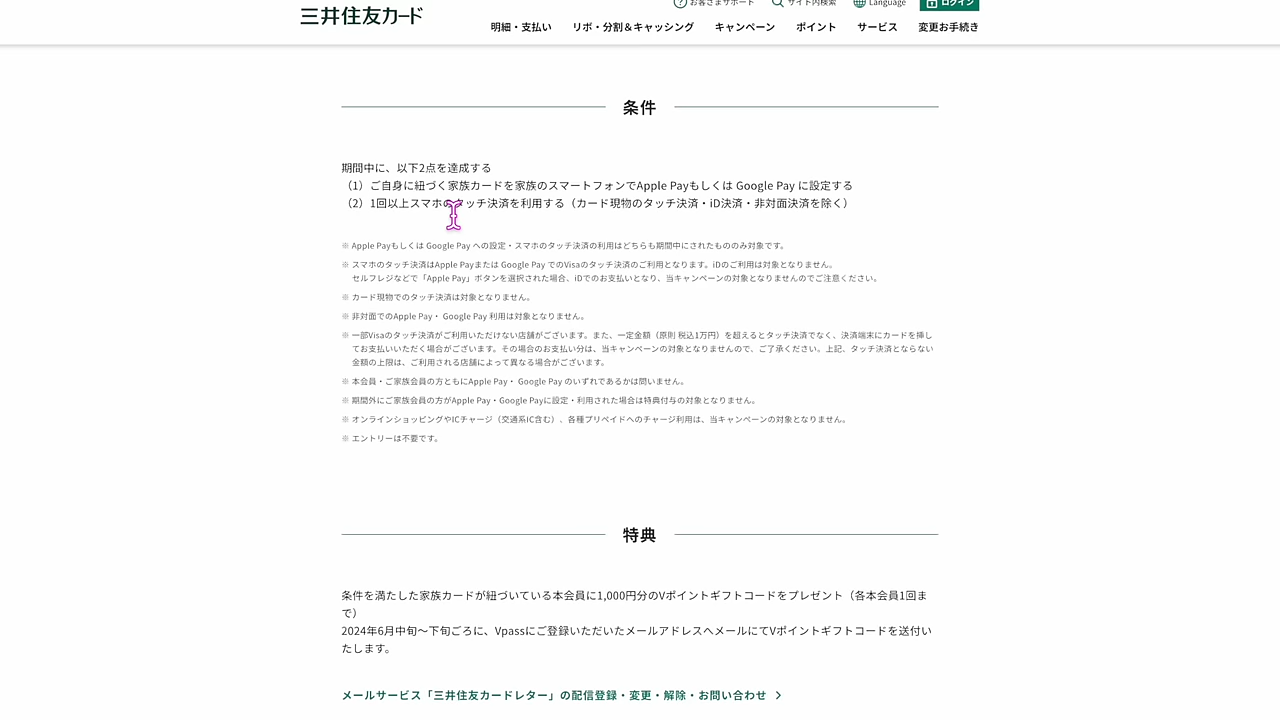 三井住友カード
お客さまサポート
サイト内検索
Language
ログイン
明細・支払い
リボ・分割＆キャッシング
キャンペーン
ポイント
サービス
変更お手続き
条件
期間中に、以下2点を達成する
（1）ご自身に紐づく家族カードを家族のスマートフォンでApple Payもしくは Google Pay に設定する
（2）1回以上スマホのタッチ決済を利用する（カード現物のタッチ決済・iD決済・非対面決済を除く）
※ Apple Payもしくは Google Pay への設定・スマホのタッチ決済の利用はどちらも期間中にされたもののみ対象です。
※ スマホのタッチ決済はApple Payまたは Google Pay でのVisaのタッチ決済のご利用となります。iDのご利用は対象となりません。
セルフレジなどで「Apple Pay」ボタンを選択された場合、iDでのお支払いとなり、当キャンペーンの対象となりませんのでご注意ください。
※ カード現物でのタッチ決済は対象となりません。
※ 非対面でのApple Pay・ Google Pay 利用は対象となりません。
※ 一部Visaのタッチ決済がご利用いただけない店舗がございます。また、一定金額（原則 税込1万円）を超えるとタッチ決済でなく、決済端末にカードを挿し
てお支払いいただく場合がございます。その場合のお支払い分は、当キャンペーンの対象となりませんので、ご了承ください。上記、タッチ決済とならない
金額の上限は、ご利用される店舗によって異なる場合がございます。
※ 本会員・ご家族会員の方ともにApple Pay・ Google Pay のいずれであるかは問いません。
※ 期間外にご家族会員の方がApple Pay・Google Payに設定・利用された場合は特典付与の対象となりません。
※ オンラインショッピングやICチャージ（交通系IC含む）、各種プリペイドへのチャージ利用は、当キャンペーンの対象となりません。
※ エントリーは不要です。
特典
条件を満たした家族カードが紐づいている本会員に1,000円分のVポイントギフトコードをプレゼント（各本会員1回ま
で）
2024年6月中旬～下旬ごろに、Vpassにご登録いただいたメールアドレスへメールにてVポイントギフトコードを送付い
たします。
メールサービス「三井住友カードレター」の配信登録・変更・解除・お問い合わせ